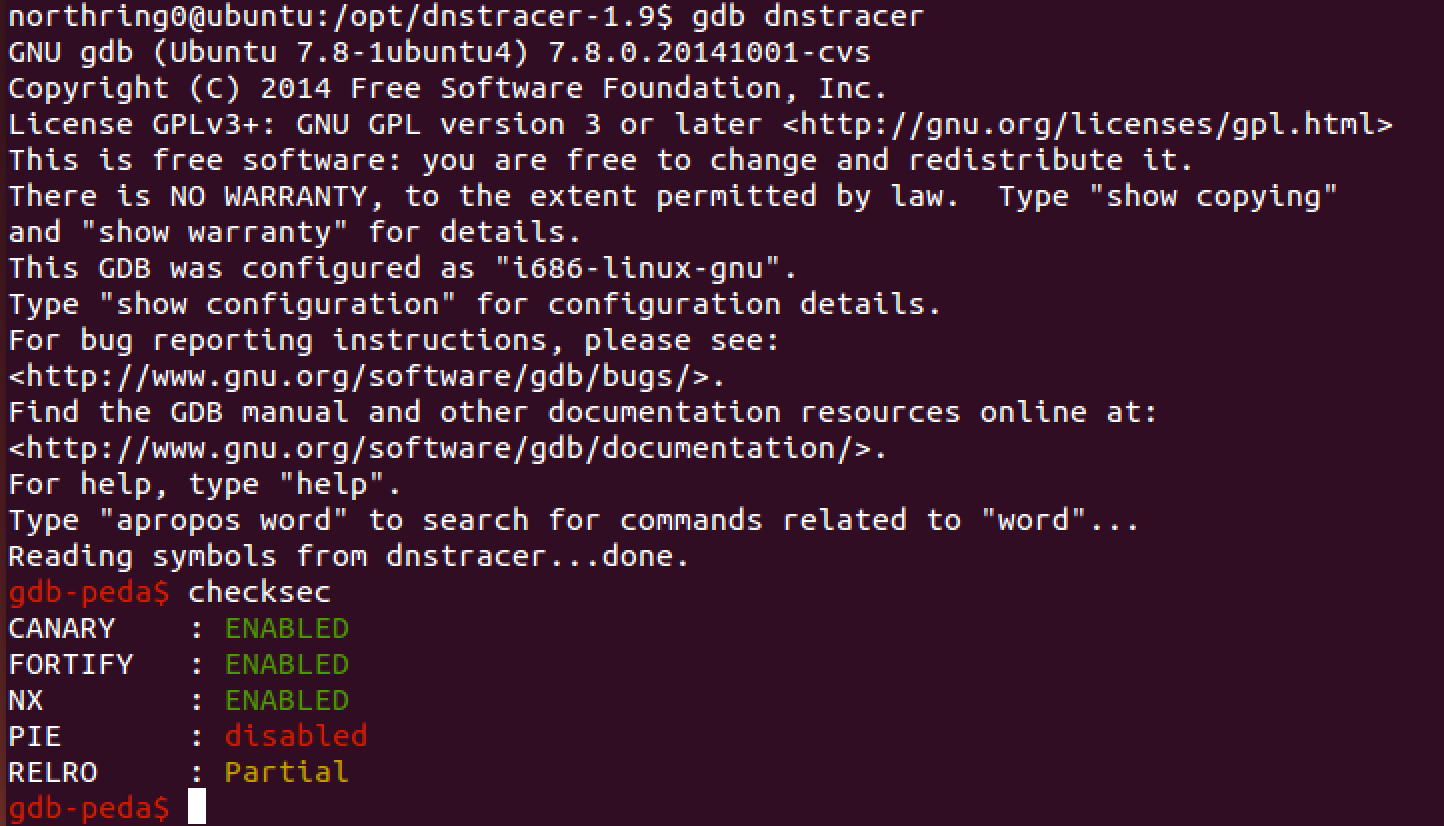 northring0@ubuntu:/opt/dnstracer-1.9$ gdb dnstracer
GNU gdb (Ubuntu 7.8-1ubuntu4) 7.8.0.20141001-cvs
Copyright (C) 2014 Free Software Foundation, Inc.
License GPLv3+: GNU GPL version 3 or later <http://gnu.org/licenses/gpl.html>
This is free software: you are free to change and redistribute it.
There is NO WARRANTY, to the extent permitted by law.  Type "show copying"
and "show warranty" for details.
This GDB was configured as "i686-linux-gnu".
Type "show configuration" for configuration details.
For bug reporting instructions, please see:
<http://www.gnu.org/software/gdb/bugs/>.
Find the GDB manual and other documentation resources online at:
<http://www.gnu.org/software/gdb/documentation/>.
For help, type "help".
Type "apropos word" to search for commands related to "word"...
Reading symbols from dnstracer...done.
gdb-peda$ checksec
CANARY    : ENABLED
FORTIFY   : ENABLED
NX        : ENABLED
PIE       : disabled
RELRO     : Partial
gdb-peda$